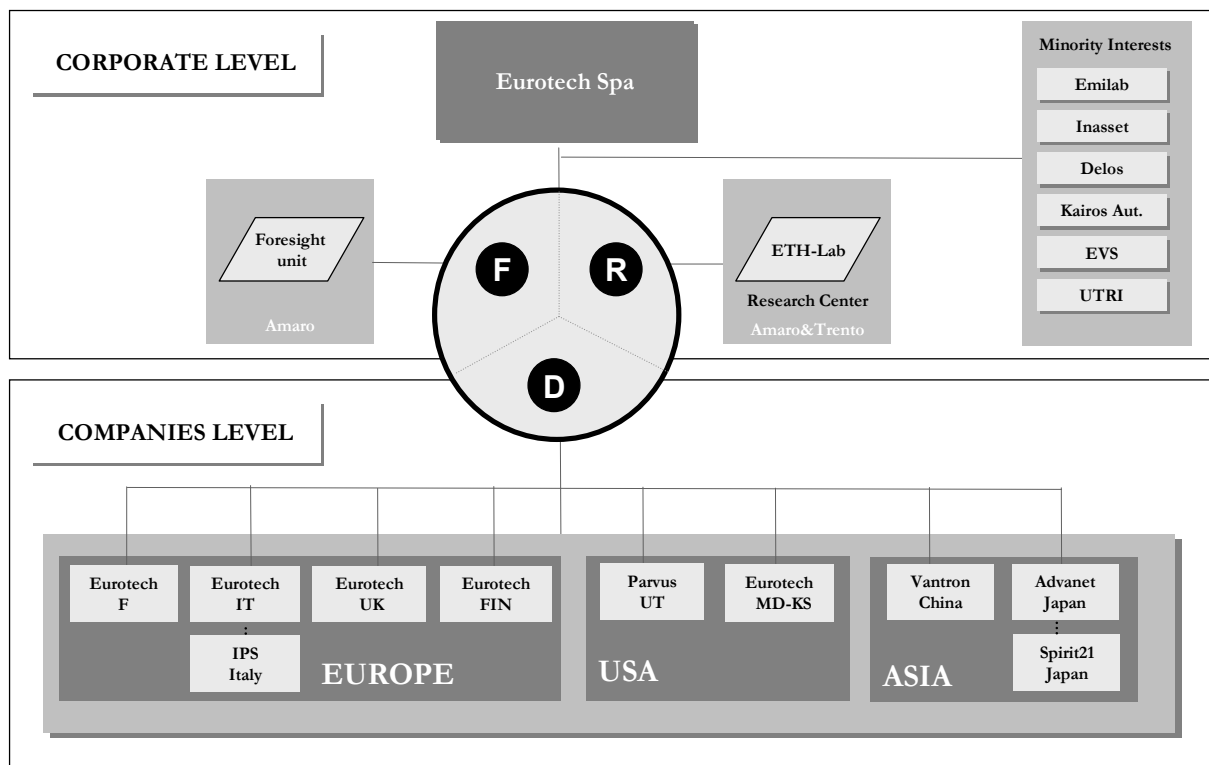 CORPORATE LEVEL
Eurotech Spa
Minority Interests
Emilab
Inasset
Delos
Kairos Aut.
EVS
UTRI
Foresight
unit
Amaro
F
R
D
ETH-Lab
Research Center
Amaro&Trento
COMPANIES LEVEL
Eurotech
F
Eurotech
IT
Eurotech
UK
Eurotech
FIN
IPS
Italy
EUROPE
Parvus
UT
Eurotech
MD-KS
USA
Vantron
China
Advanet
Japan
Spirit21
Japan
ASIA